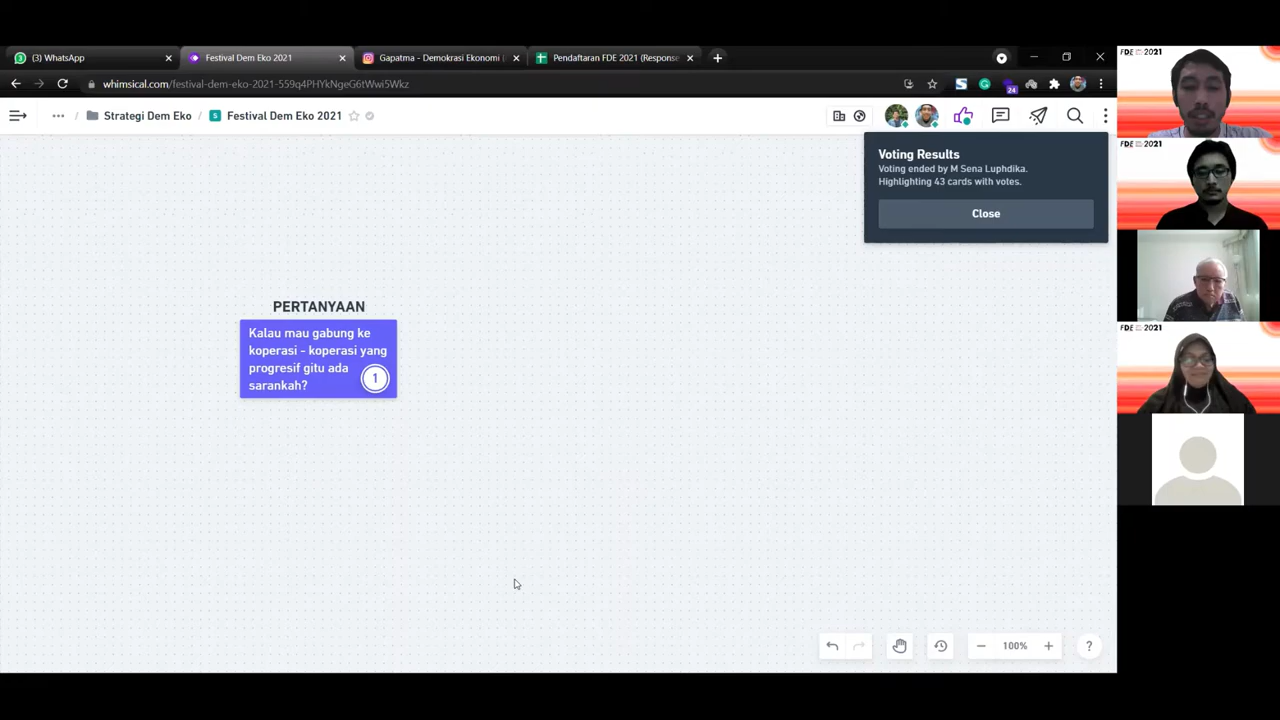 (3) WhatsApp
Festival Dem Eko 2021
Gapatma - Demokrasi Ekonomi
Pendaftaran FDE 2021 (Response
whimsical.com/festival-dem-eko-2021-559q4PHYkNgeG6tWwi5Wkz
24
Strategi Dem Eko / Festival Dem Eko 2021
Voting Results
Voting ended by M Sena Luphdika.
Highlighting 43 cards with votes.
Close
PERTANYAAN
Kalau mau gabung ke
koperasi - koperasi yang
progresif gitu ada
sarankah?
1
100%
?
FDE 2021
FDE 2021
FDE 2021